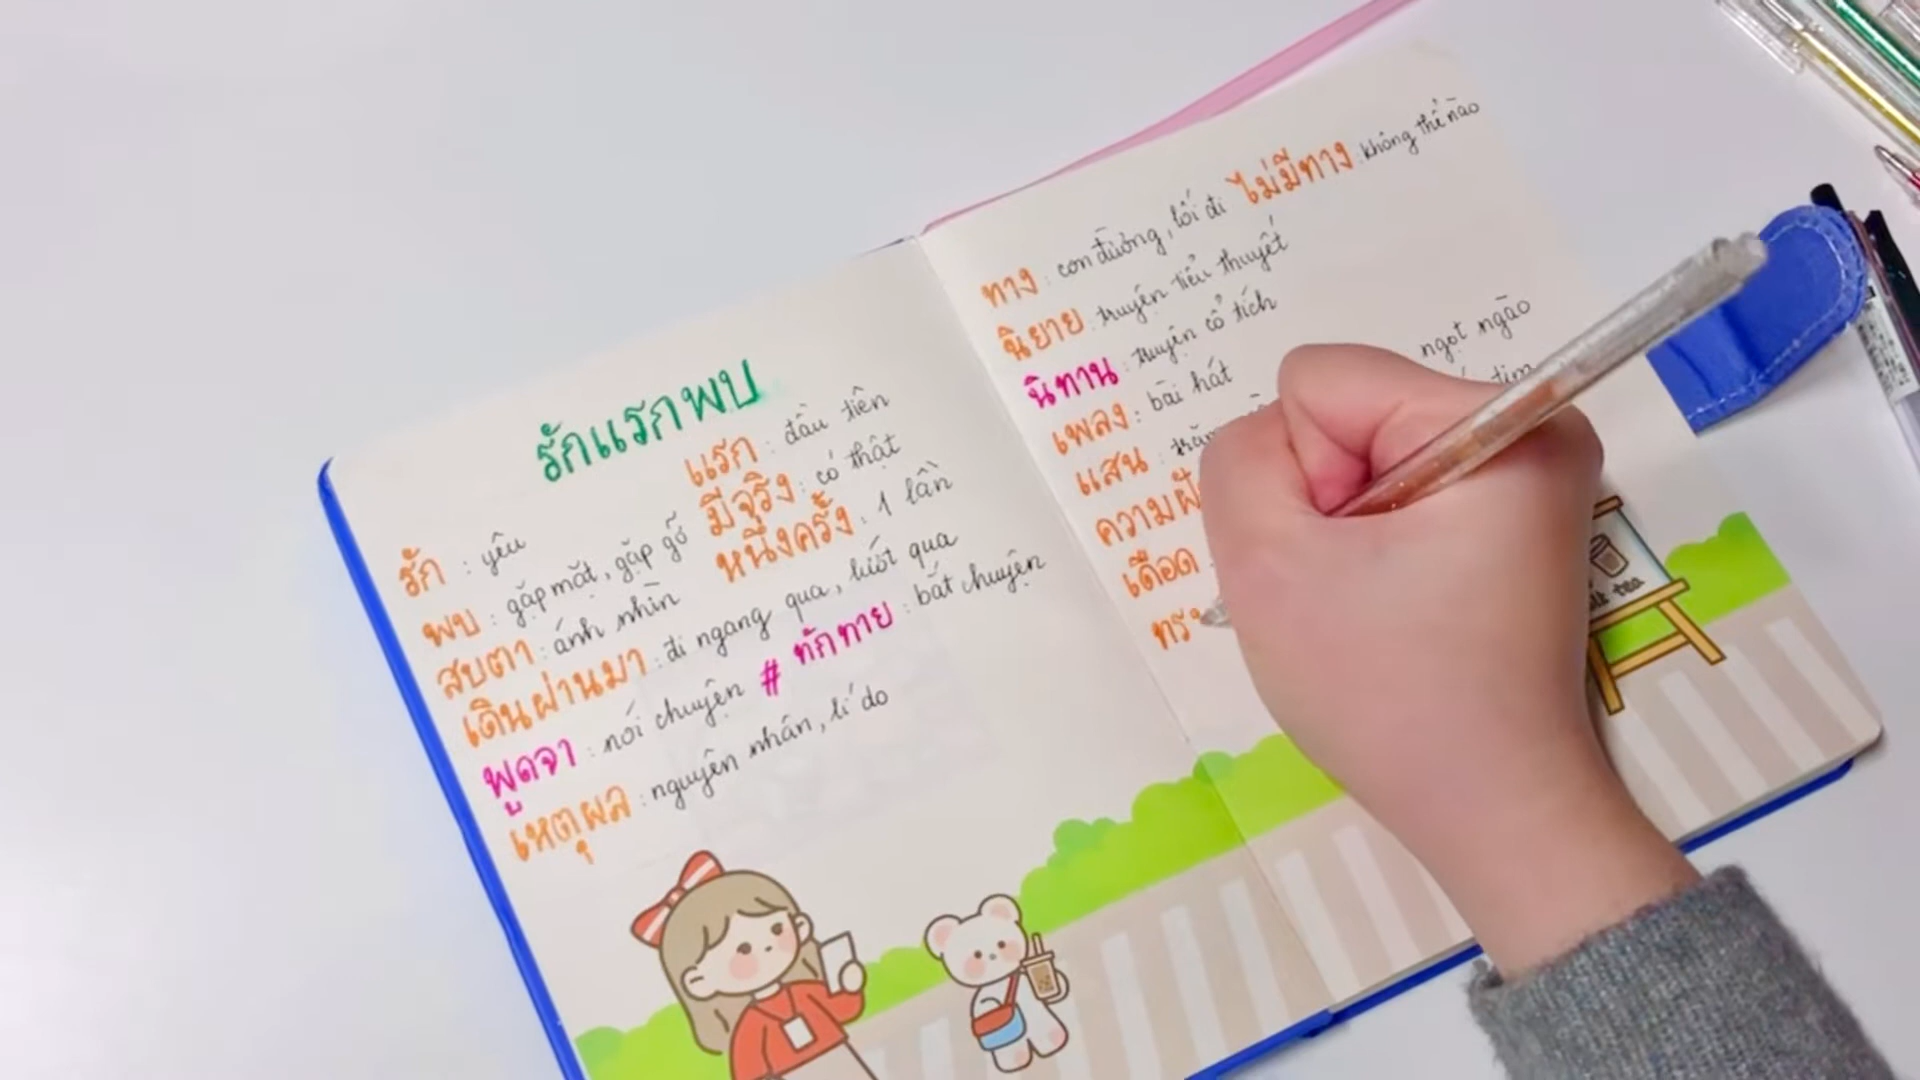 รักแรกพบ
รัก : yêu
แรก : đầu tiên
พบ : gặp mặt, gặp gỡ
มีจริง : có thật
สบตา : ánh nhìn
หนึ่งครั้ง : 1 lần
เดินผ่านมา : đi ngang qua, lướt qua
พูดจา : nói chuyện # ทักทาย : bắt chuyện
เหตุผล : nguyên nhân, lí do
ทาง : con đường, lối đi ไม่มีทาง : không thể nào
นิยาย : truyện tiểu thuyết
นิทาน : truyện cổ tích
เพลง : bài hát ngọt ngào
แสน : tim
ความฝั
เดือด :
ทร
tea